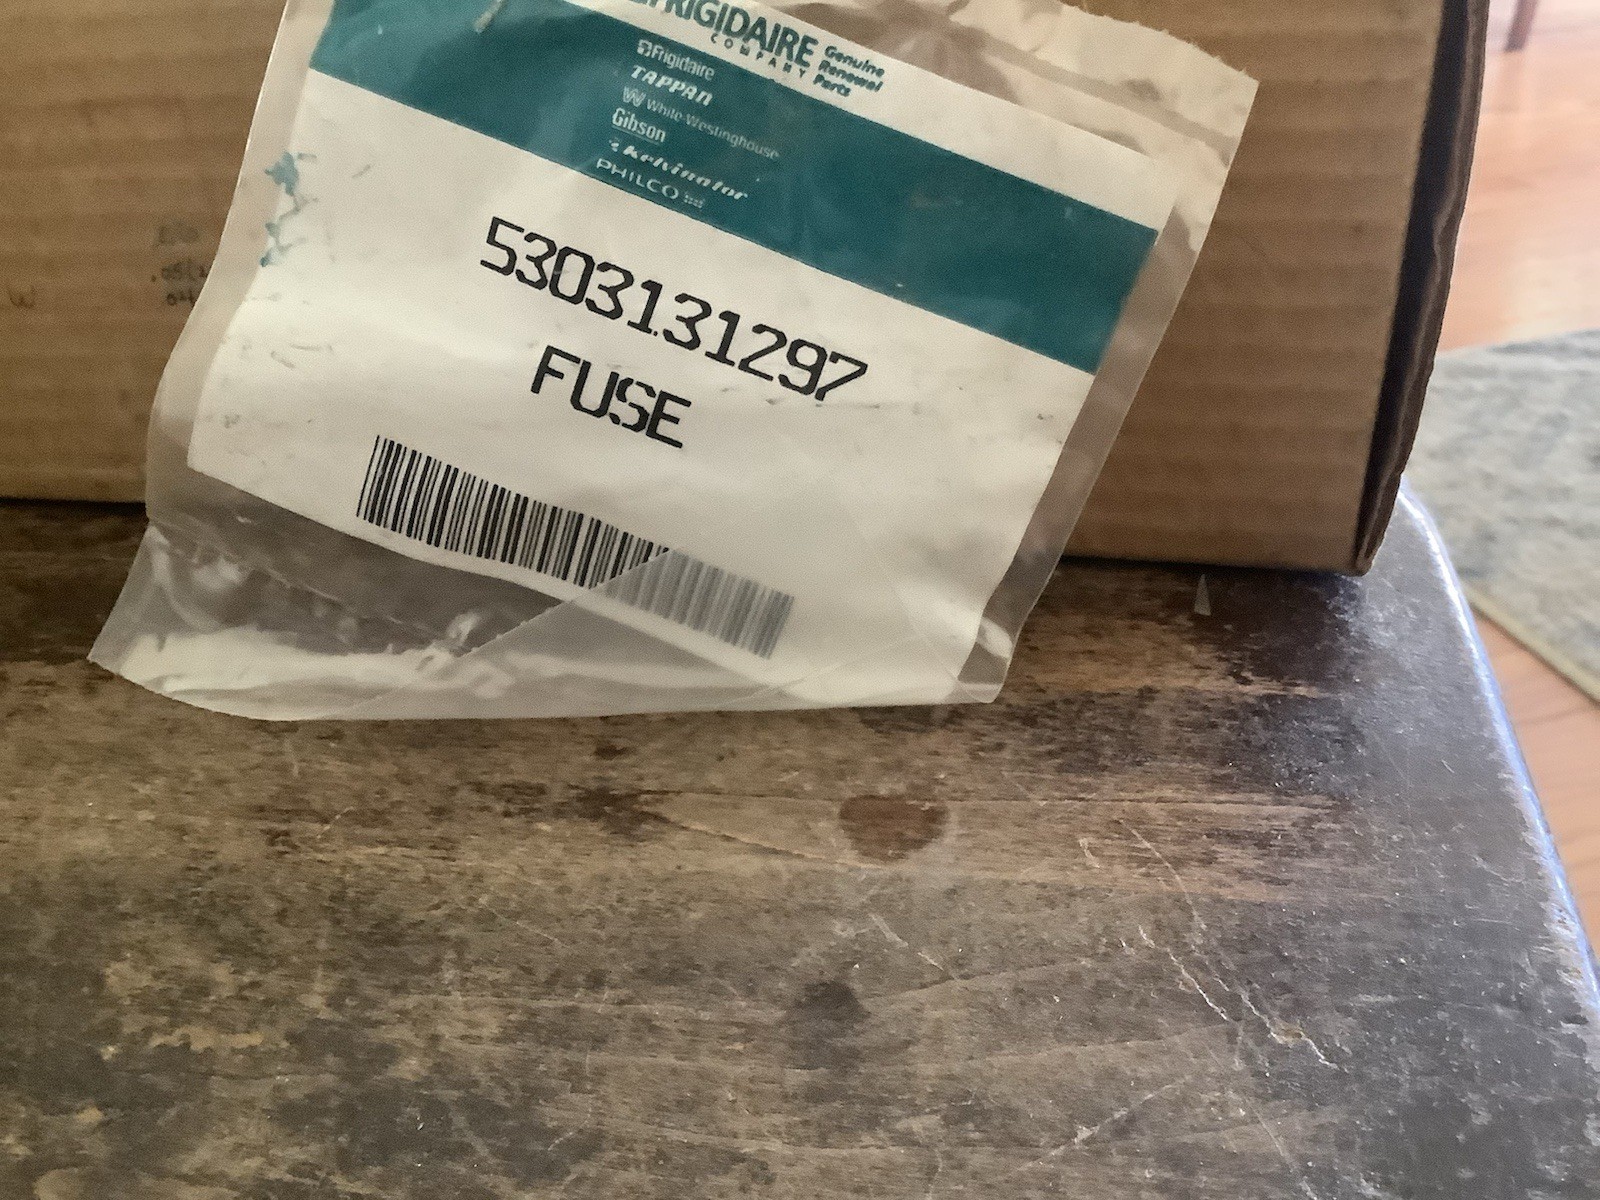 FRIGIDAIRE
COMPANY
Genuine
Renewal
Parts
Frigidaire
TAPPAN
White-Westinghouse
Gibson
Kelvinator
PHILCO
5303131297
FUSE
W